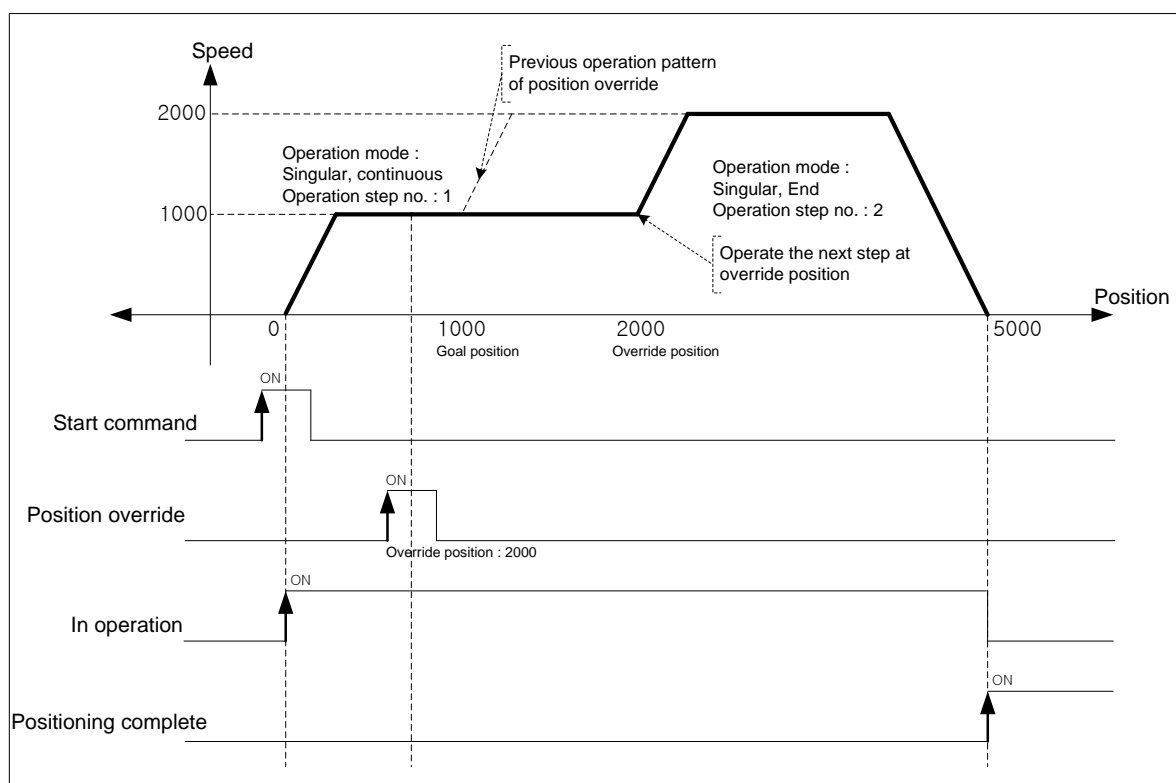 Speed
Previous operation pattern
of position override
2000
Operation mode :
Singular, continuous
Operation step no. : 1
Operation mode :
Singular, End
Operation step no. : 2
1000
Operate the next step at
override position
Position
0
1000
2000
5000
Goal position
Override position
ON
Start command
ON
Position override
Override position : 2000
ON
In operation
ON
Positioning complete